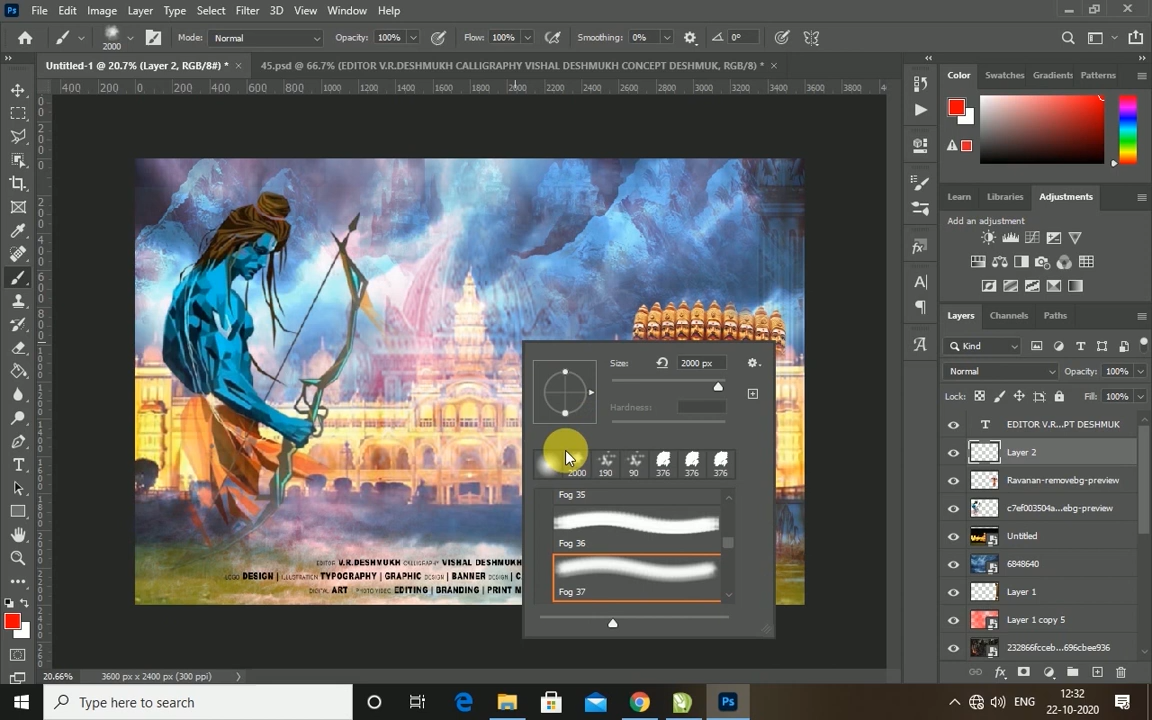 Ps File Edit Image Layer Type Select Filter 3D View Window Help
2000 Mode: Normal Opacity: 100% Flow: 100% Smoothing: 0% 0°
Untitled-1 @ 20.7% (Layer 2, RGB/8#) * × 45.psd @ 66.7% (EDITOR V.R.DESHMUKH CALLIGRAPHY VISHAL DESHMUKH CONCEPT DESHMUK, RGB/8) * ×
400 200 0 200 400 600 800 1000 1200 1400 1600 1800 2000 2200 2400 2600 2800 3000 3200 3400 3600 3800
Color Swatches Gradients Patterns
Learn Libraries Adjustments
Add an adjustment
Layers Channels Paths
Kind
Normal Opacity: 100%
Lock: Fill: 100%
T EDITOR V.R...PT DESHMUK
Layer 2
Ravanan-removebg-preview
c7ef003504a...ebg-preview
Untitled
6848640
Layer 1
Layer 1 copy 5
232866fcceb...696cbee936
Size: 2000 px
Hardness:
2000 190 90 376 376 376
Fog 35
Fog 36
Fog 37
EDITOR V.R.DESHMUKH CALLIGRAPHY VISHAL DESHMUKH
LOGO DESIGN | ILLUSTRATION TYPOGRAPHY | GRAPHIC DESIGN | BANNER DESIGN | C
DIGITAL ART PHOTO VIDEO EDITING | BRANDING | PRINT M
20.66% 3600 px x 2400 px (300 ppi)
Type here to search
Ps
ENG
12:32
22-10-2020